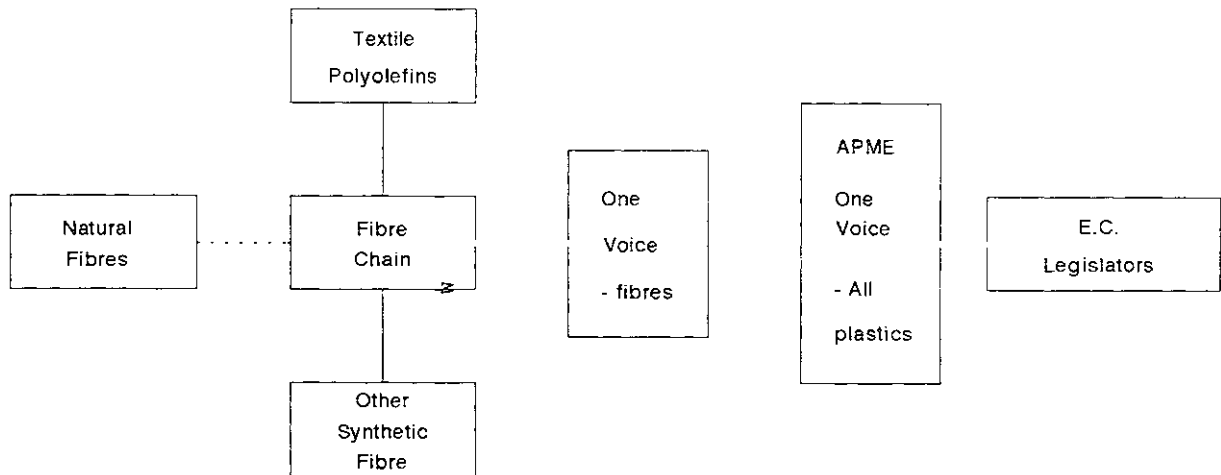 Textile
Polyolefins
Natural
Fibres
Fibre
Chain
Other
Synthetic
Fibre
One
Voice
- fibres
APME
One
Voice
- All
plastics
E.C.
Legislators